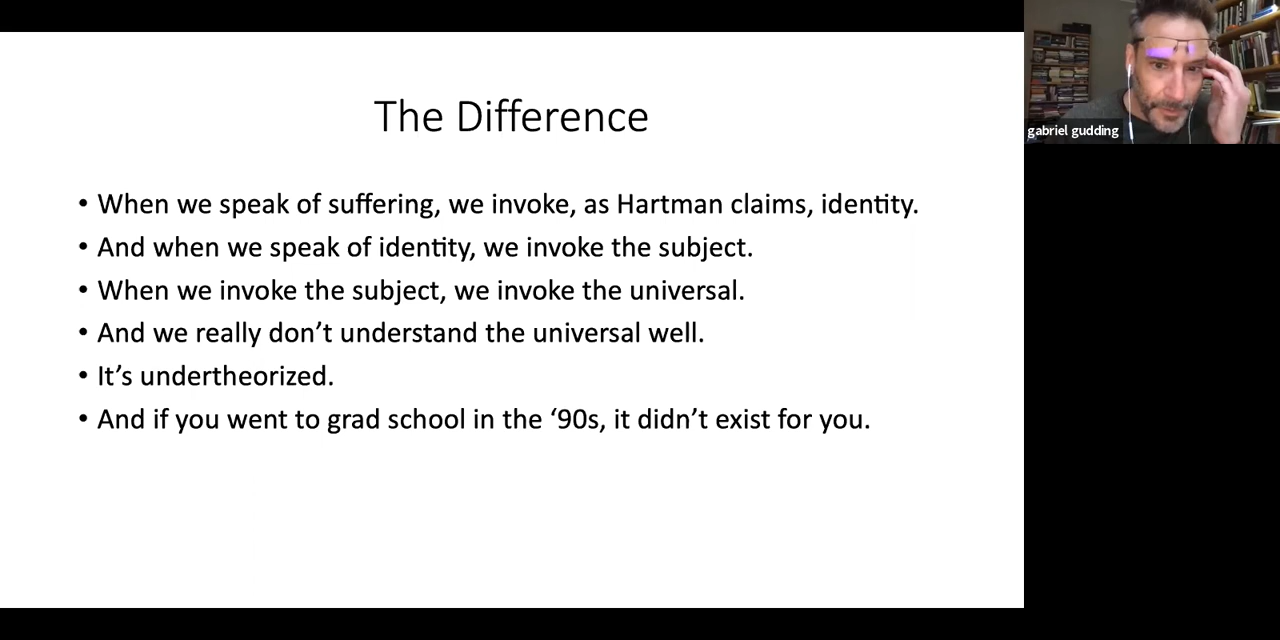 The Difference
• When we speak of suffering, we invoke, as Hartman claims, identity.
• And when we speak of identity, we invoke the subject.
• When we invoke the subject, we invoke the universal.
• And we really don’t understand the universal well.
• It’s undertheorized.
• And if you went to grad school in the ‘90s, it didn’t exist for you.
gabriel gudding